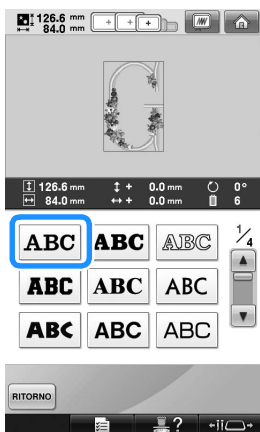 126.6 mm
84.0 mm
126.6 mm + 0.0 mm 0°
84.0 mm + 0.0 mm 6
ABC ABC ABC 1/4
ABC ABC ABC
ABC ABC ABC
RITORNO
?